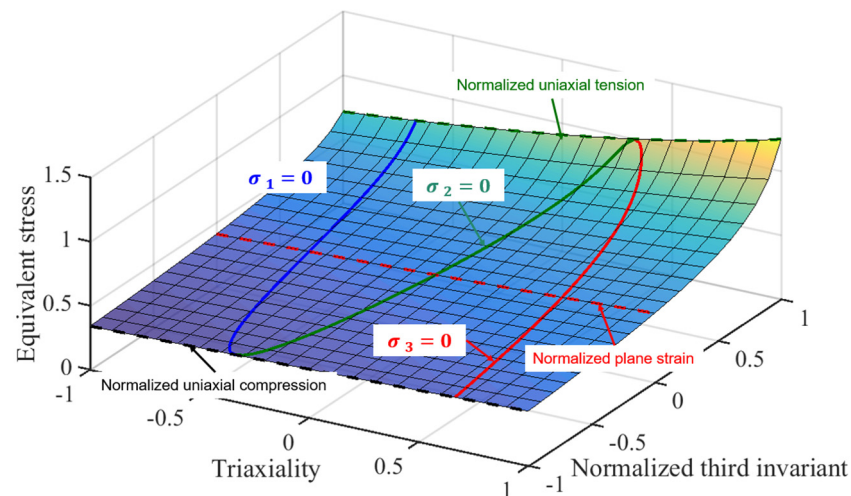 Normalized uniaxial tension
σ 1 = 0
σ 2 = 0
1.5
1
0.5
0
Equivalent stress
σ 3 = 0
Normalized plane strain
Normalized uniaxial compression
-1
-0.5
0
0.5
1
Triaxiality
-1
-0.5
0
0.5
1
Normalized third invariant